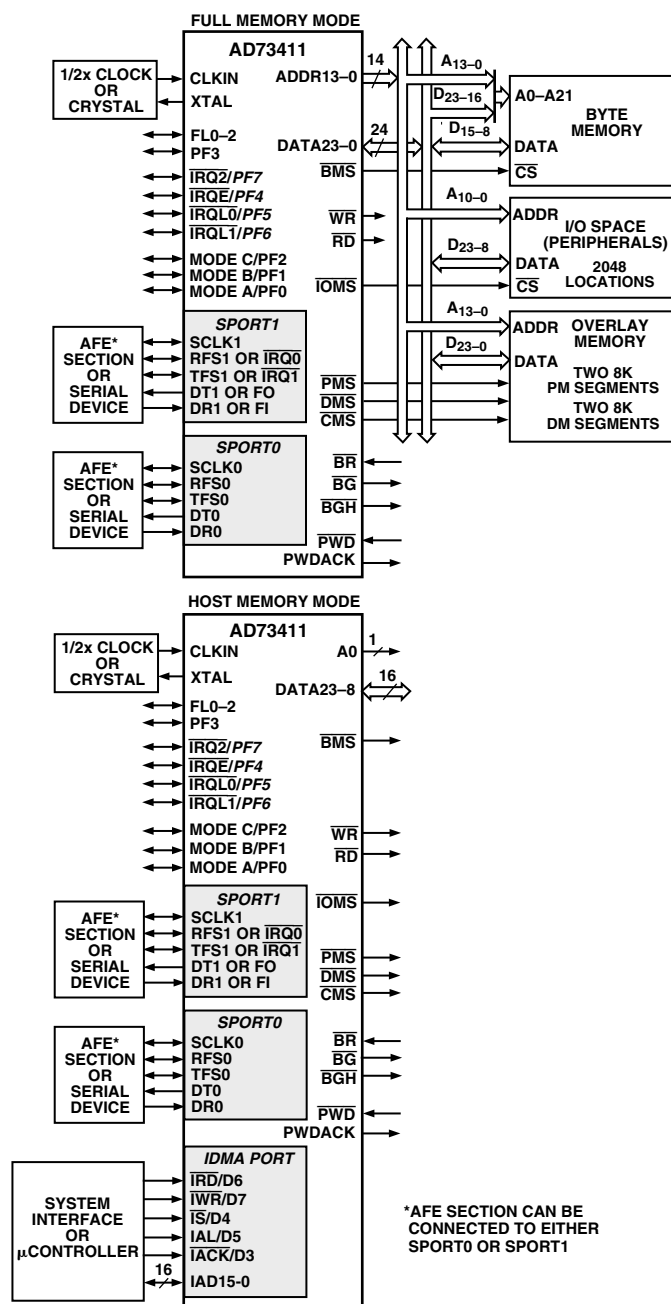 FULL MEMORY MODE
AD73411
1/2x CLOCK
OR
CRYSTAL
CLKIN
XTAL
FL0–2
PF3
IRQ2/PF7
IRQE/PF4
IRQL0/PF5
IRQL1/PF6
MODE C/PF2
MODE B/PF1
MODE A/PF0
AFE*
SECTION
OR
SERIAL
DEVICE
SPORT1
SCLK1
RFS1 OR IRQ0
TFS1 OR IRQ1
DT1 OR FO
DR1 OR FI
AFE*
SECTION
OR
SERIAL
DEVICE
SPORT0
SCLK0
RFS0
TFS0
DT0
DR0
ADDR13–0
14
DATA23–0
24
BMS
WR
RD
IOMS
PMS
DMS
CMS
BR
BG
BGH
PWD
PWDACK
A13–0
D23–16
D15–8
A0–A21
BYTE
MEMORY
DATA
CS
A10–0
D23–8
ADDR
I/O SPACE
(PERIPHERALS)
DATA
2048
LOCATIONS
CS
A13–0
D23–0
ADDR
OVERLAY
MEMORY
DATA
TWO 8K
PM SEGMENTS
TWO 8K
DM SEGMENTS
HOST MEMORY MODE
AD73411
1/2x CLOCK
OR
CRYSTAL
CLKIN
XTAL
FL0–2
PF3
IRQ2/PF7
IRQE/PF4
IRQL0/PF5
IRQL1/PF6
MODE C/PF2
MODE B/PF1
MODE A/PF0
AFE*
SECTION
OR
SERIAL
DEVICE
SPORT1
SCLK1
RFS1 OR IRQ0
TFS1 OR IRQ1
DT1 OR FO
DR1 OR FI
AFE*
SECTION
OR
SERIAL
DEVICE
SPORT0
SCLK0
RFS0
TFS0
DT0
DR0
SYSTEM
INTERFACE
OR
µCONTROLLER
IDMA PORT
IRD/D6
IWR/D7
IS/D4
IAL/D5
IACK/D3
16
IAD15-0
A0
1
DATA23–8
16
BMS
WR
RD
IOMS
PMS
DMS
CMS
BR
BG
BGH
PWD
PWDACK
*AFE SECTION CAN BE
CONNECTED TO EITHER
SPORT0 OR SPORT1